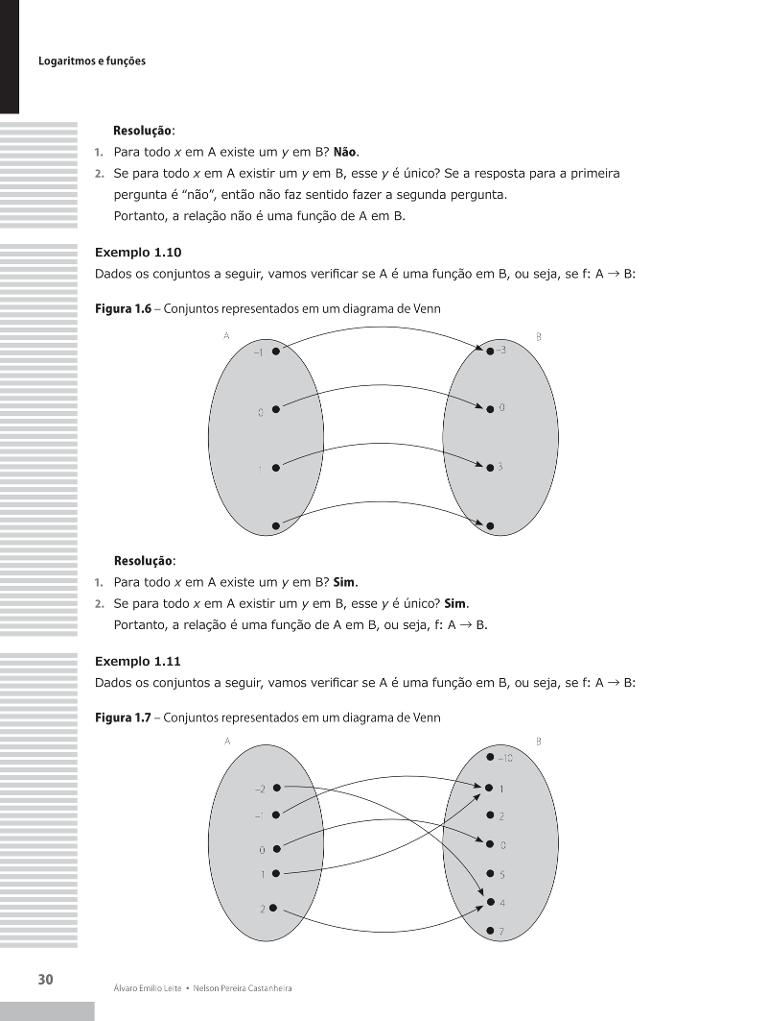 Logaritmos e funções
Resolução:
1. Para todo x em A existe um y em B? Não.
2. Se para todo x em A existir um y em B, esse y é único? Se a resposta para a primeira
pergunta é “não”, então não faz sentido fazer a segunda pergunta.
Portanto, a relação não é uma função de A em B.
Exemplo 1.10
Dados os conjuntos a seguir, vamos verificar se A é uma função em B, ou seja, se f: A → B:
Figura 1.6 – Conjuntos representados em um diagrama de Venn
A B
–1 –3
0 0
1 3
Resolução:
1. Para todo x em A existe um y em B? Sim.
2. Se para todo x em A existir um y em B, esse y é único? Sim.
Portanto, a relação é uma função de A em B, ou seja, f: A → B.
Exemplo 1.11
Dados os conjuntos a seguir, vamos verificar se A é uma função em B, ou seja, se f: A → B:
Figura 1.7 – Conjuntos representados em um diagrama de Venn
A B
–10
–2 1
–1 2
0 0
1 5
2 4
7
30
Álvaro Emílio Leite • Nelson Pereira Castanheira